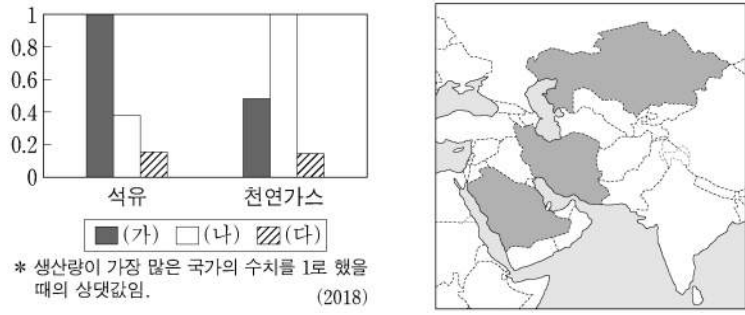 1
0.8
0.6
0.4
0.2
0
석유 천연가스
(가) (나) (다)
* 생산량이 가장 많은 국가의 수치를 1로 했을
때의 상댓값임.
(2018)